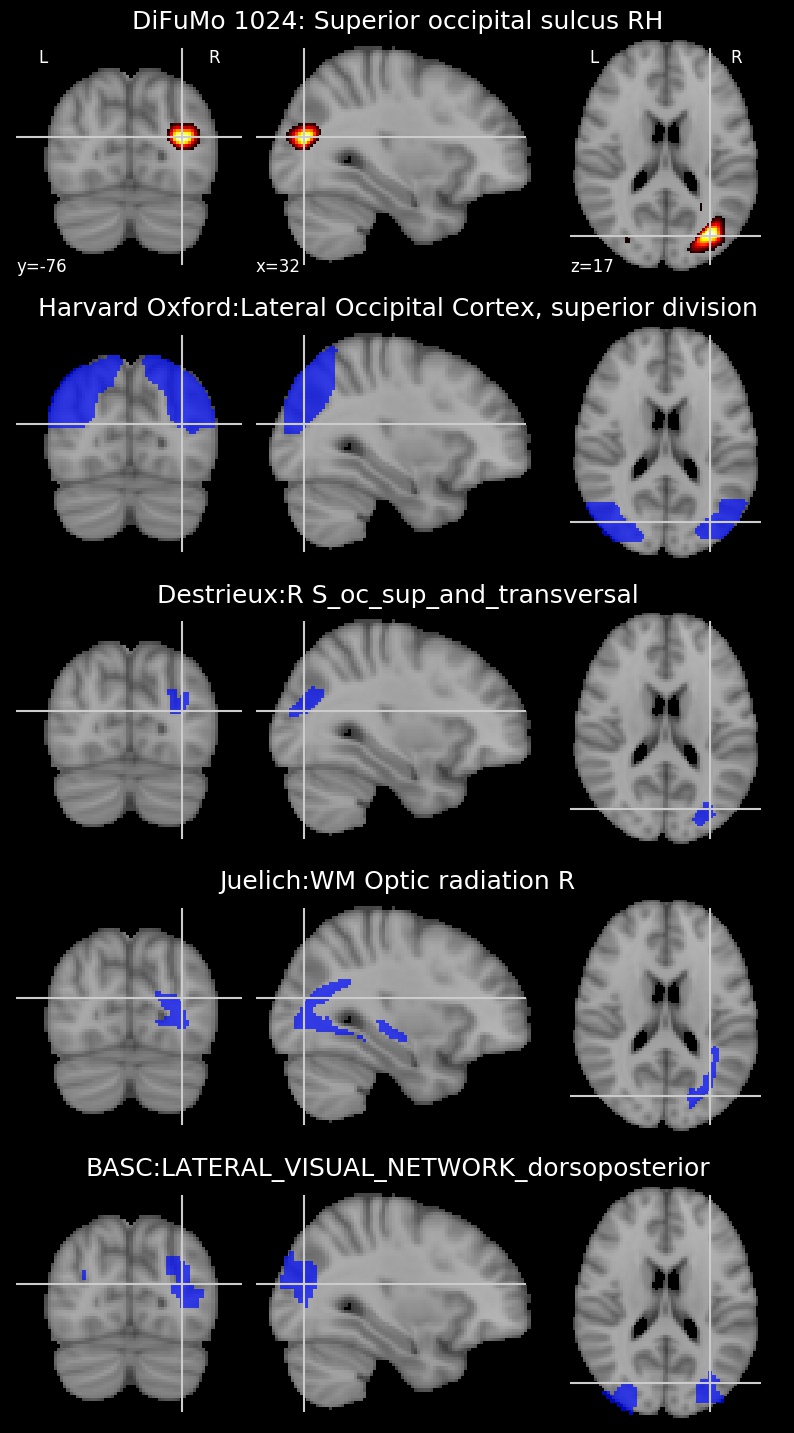 DiFuMo 1024: Superior occipital sulcus RH
L R L R
y=-76 x=32 z=17
Harvard Oxford:Lateral Occipital Cortex, superior division
Destrieux:R S_oc_sup_and_transversal
Juelich:WM Optic radiation R
BASC:LATERAL_VISUAL_NETWORK_dorsoposterior